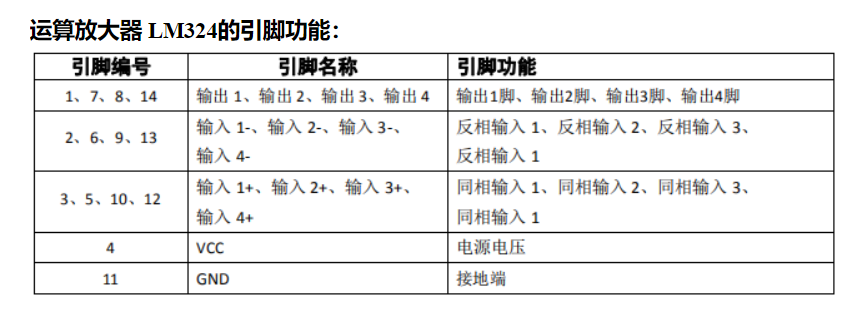 运算放大器 LM324的引脚功能：
引脚编号 引脚名称 引脚功能
1、7、8、14 输出 1、输出 2、输出 3、输出 4 输出1脚、输出2脚、输出3脚、输出4脚
2、6、9、13 输入 1-、输入 2-、输入 3-、 反相输入 1、反相输入 2、反相输入 3、
输入 4- 反相输入 1
3、5、10、12 输入 1+、输入 2+、输入 3+、 同相输入 1、同相输入 2、同相输入 3、
输入 4+ 同相输入 1
4 VCC 电源电压
11 GND 接地端